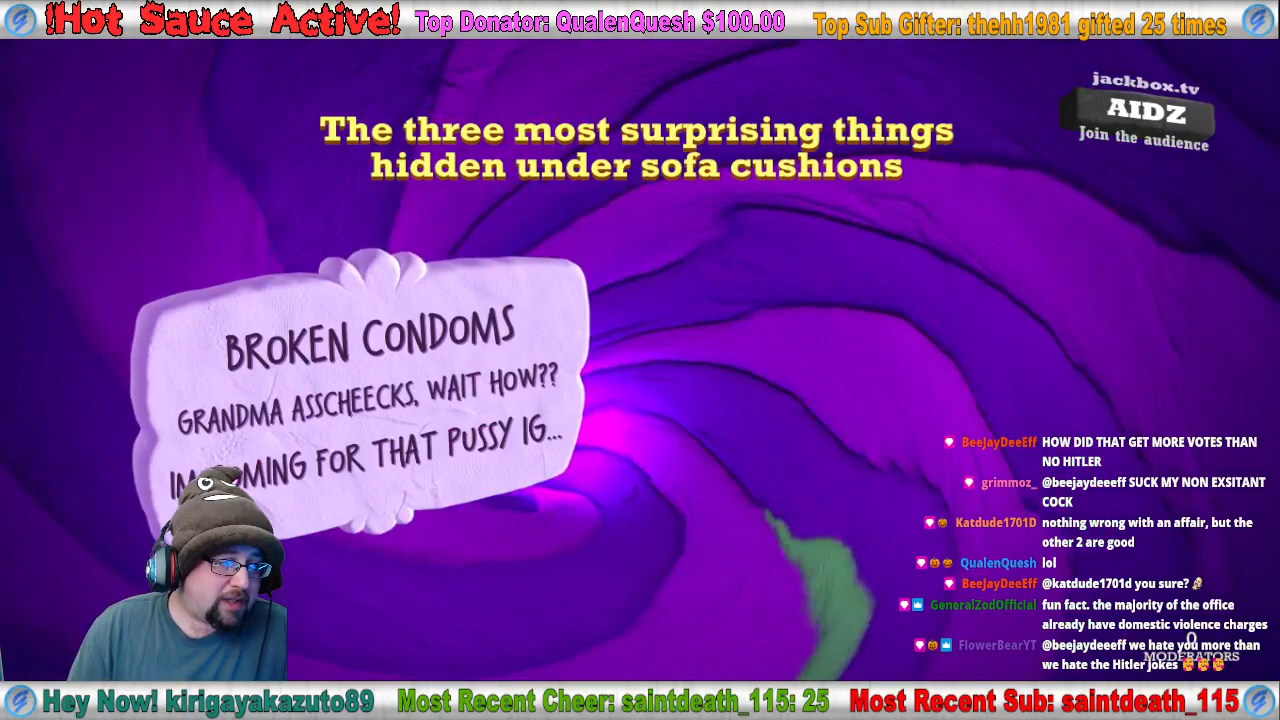 !Hot Sauce Active!
Top Donator: QualenQuesh $100.00
Top Sub Gifter: thehh1981 gifted 25 times
jackbox.tv
AIDZ
Join the audience
The three most surprising things
hidden under sofa cushions
BROKEN CONDOMS
GRANDMA ASSCHEECKS, WAIT HOW??
FOR THAT PUSSY IG...
BeeJayDeeEff HOW DID THAT GET MORE VOTES THAN
NO HITLER
grimmoz_ @beejaydeeeff SUCK MY NON EXSITANT
COCK
Katdude1701D nothing wrong with an affair, but the
other 2 are good
QualenQuesh lol
BeeJayDeeEff @katdude1701d you sure?
GeneralZodOfficial fun fact. the majority of the office
already have domestic violence charges
FlowerBearYT @beejaydeeeff we hate you more than
we hate the Hitler jokes
0
MODERATORS
Hey Now! kirigayakazuto89
Most Recent Cheer: saintdeath_115: 25
Most Recent Sub: saintdeath_115